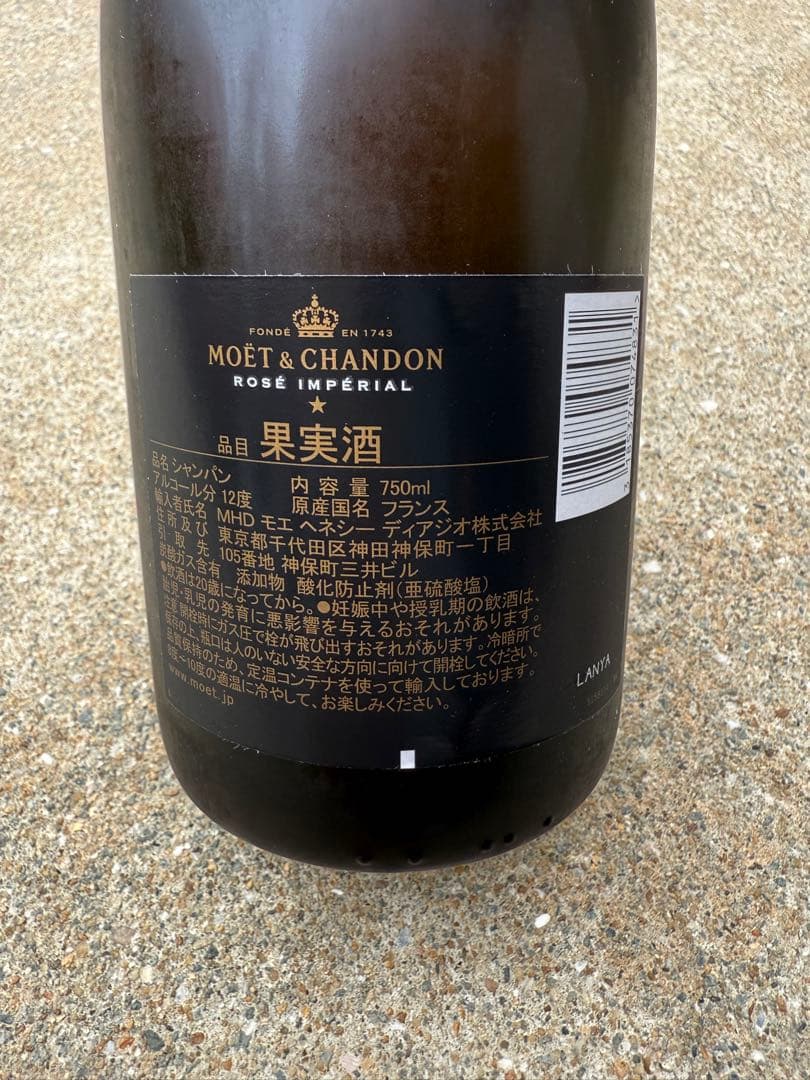 FONDÉ EN 1743
MOËT & CHANDON
ROSÉ IMPÉRIAL
品目 果実酒
品名 シャンパン 内容量 750ml
アルコール分 12度 原産国名 フランス
輸入者氏名 MHD モエ ヘネシー ディアジオ株式会社
住所及び 東京都千代田区神田神保町一丁目
引取先 105番地 神保町三井ビル
炭酸ガス含有 添加物 酸化防止剤(亜硫酸塩)
●飲酒は20歳になってから。●妊娠中や授乳期の飲酒は、
胎児・乳児の発育に悪影響を与えるおそれがあります。
注意 開栓時にガス圧で栓が飛び出すおそれがあります。冷暗所で
保存の上、瓶口は人のいない安全な方向に向けて開栓してください。
品質保持のため、定温コンテナを使って輸入しております。
8度〜10度の適温に冷やして、お楽しみください。
www.moet.jp
LANYA